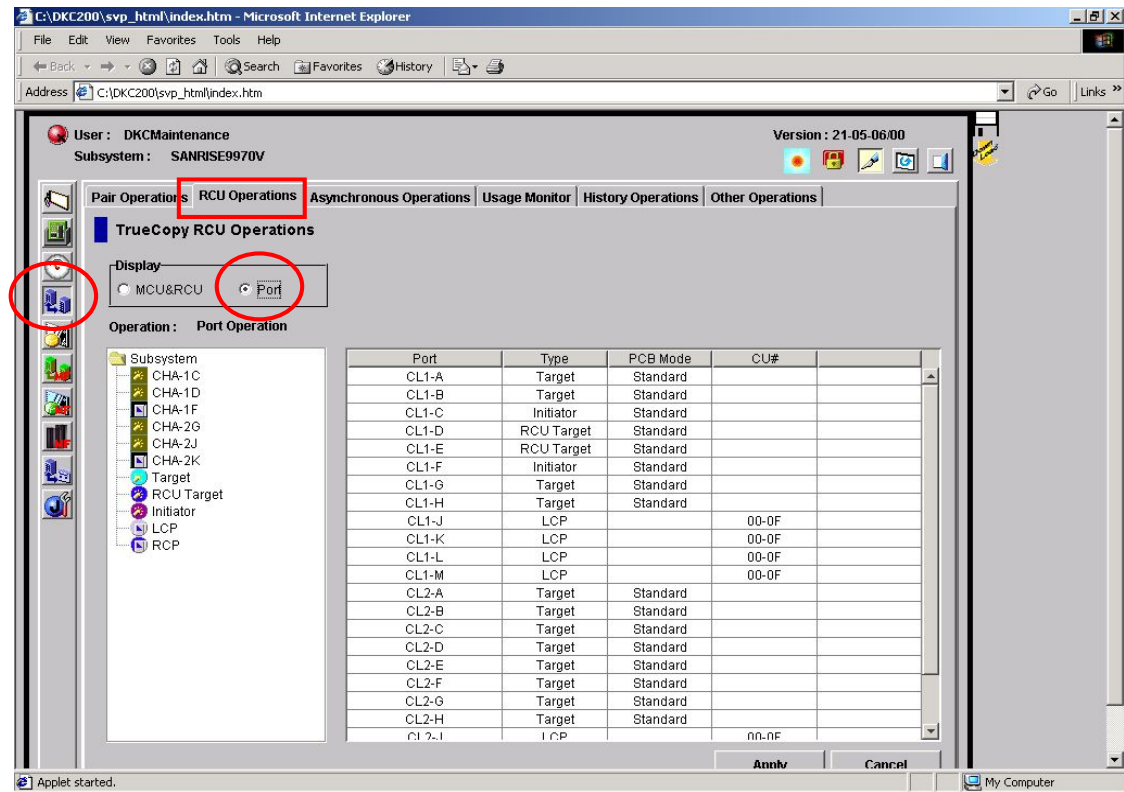 C:\DKC200\svp_html\index.htm - Microsoft Internet Explorer
File Edit View Favorites Tools Help
Back Search Favorites History
Address C:\DKC200\svp_html\index.htm Go Links »
User : DKCMaintenance Version : 21-05-06/00
Subsystem : SANRISE9970V
Pair Operations RCU Operations Asynchronous Operations Usage Monitor History Operations Other Operations
TrueCopy RCU Operations
Display
MCU&RCU Port
Operation : Port Operation
Subsystem
CHA-1C
CHA-1D
CHA-1F
CHA-2G
CHA-2J
CHA-2K
Target
RCU Target
Initiator
LCP
RCP
Port Type PCB Mode CU#
CL1-A Target Standard
CL1-B Target Standard
CL1-C Initiator Standard
CL1-D RCU Target Standard
CL1-E RCU Target Standard
CL1-F Initiator Standard
CL1-G Target Standard
CL1-H Target Standard
CL1-J LCP 00-0F
CL1-K LCP 00-0F
CL1-L LCP 00-0F
CL1-M LCP 00-0F
CL2-A Target Standard
CL2-B Target Standard
CL2-C Target Standard
CL2-D Target Standard
CL2-E Target Standard
CL2-F Target Standard
CL2-G Target Standard
CL2-H Target Standard
CL2-J LCP 00-0F
Apply Cancel
Applet started. My Computer